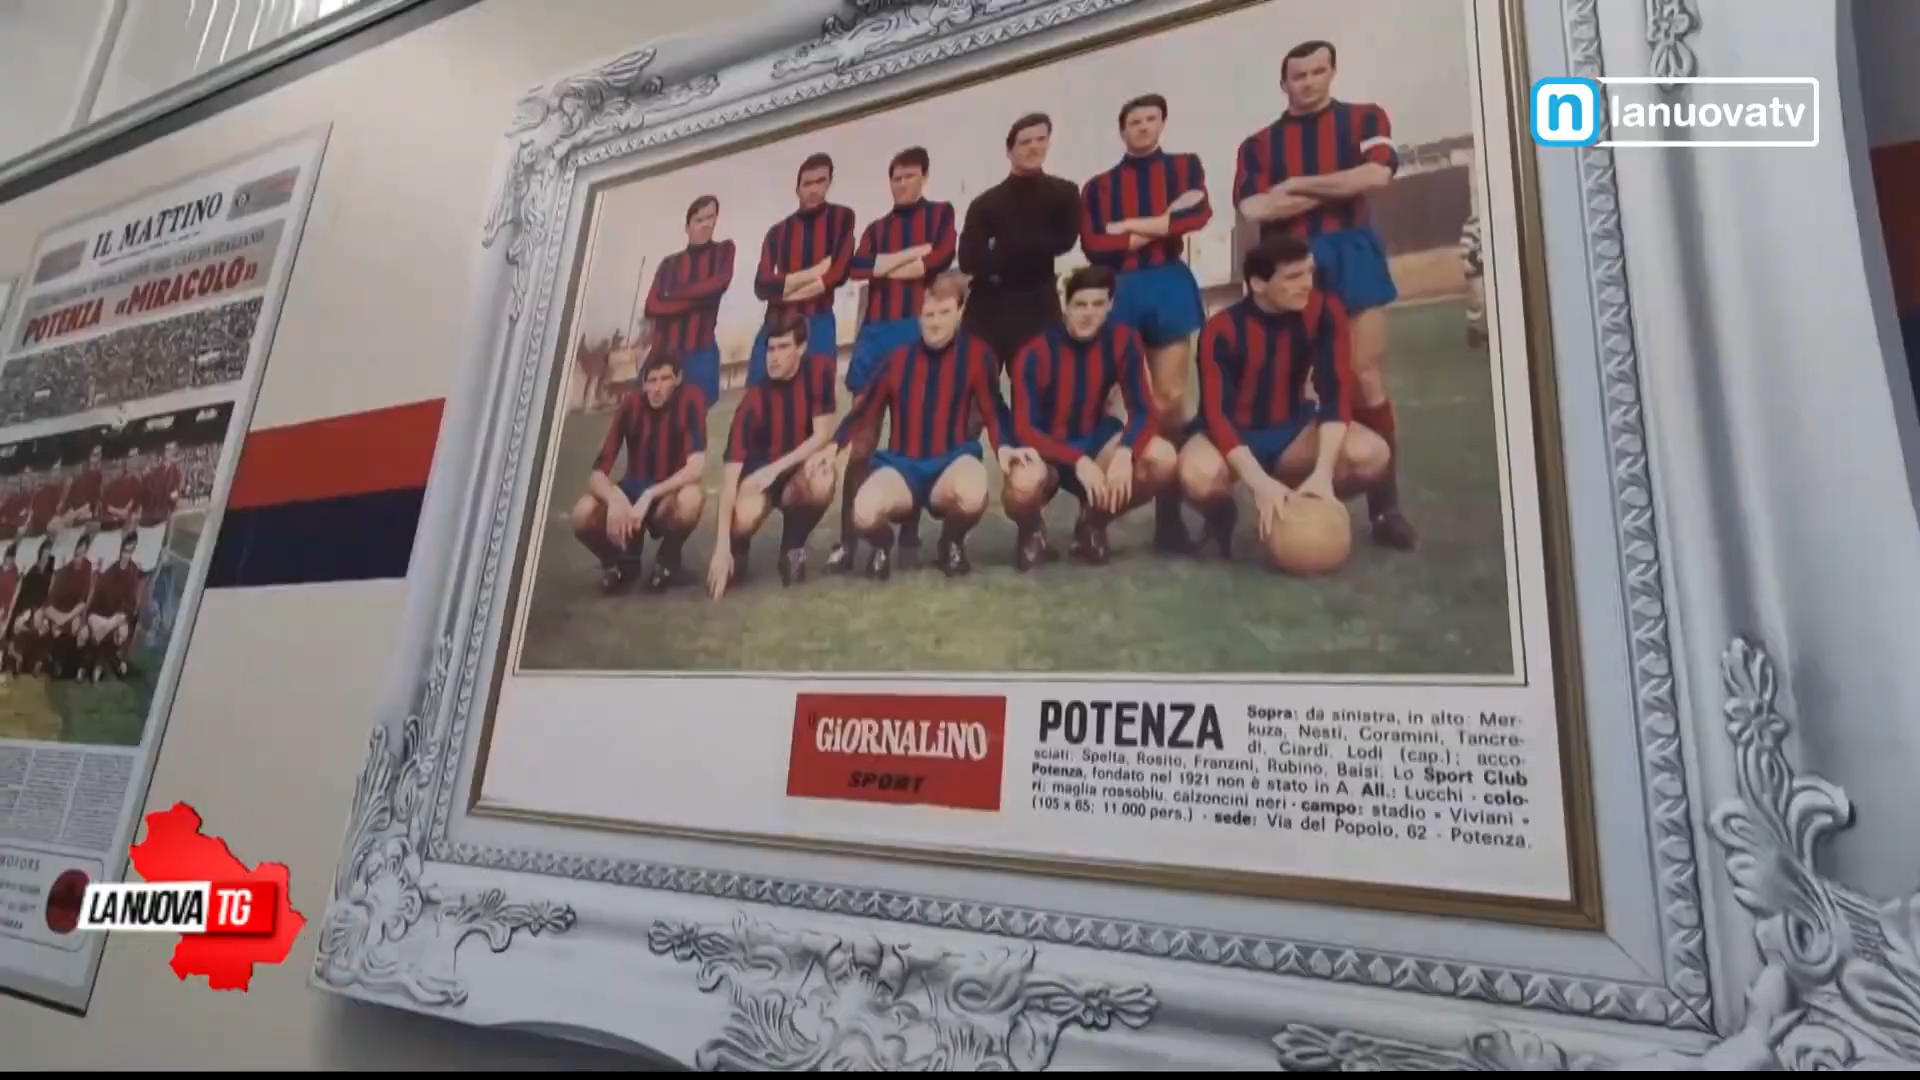 lanuovatv
IL MATTINO
POTENZA «MIRACOLO»
il GiORNALiNO
SPORT
POTENZA
Sopra: da sinistra, in alto: Mer-
kuza, Nesti, Coramini, Tancre-
di, Ciardi, Lodi (cap.); acco-
sciati: Spelta, Rosito, Franzini, Rubino, Baisi. Lo Sport Club
Potenza, fondato nel 1921 non è stato in A. All.: Lucchi - colo-
ri: maglia rossoblu, calzoncini neri - campo: stadio « Viviani »
(105 x 65; 11.000 pers.) - sede: Via del Popolo, 62 - Potenza.
LA NUOVA TG